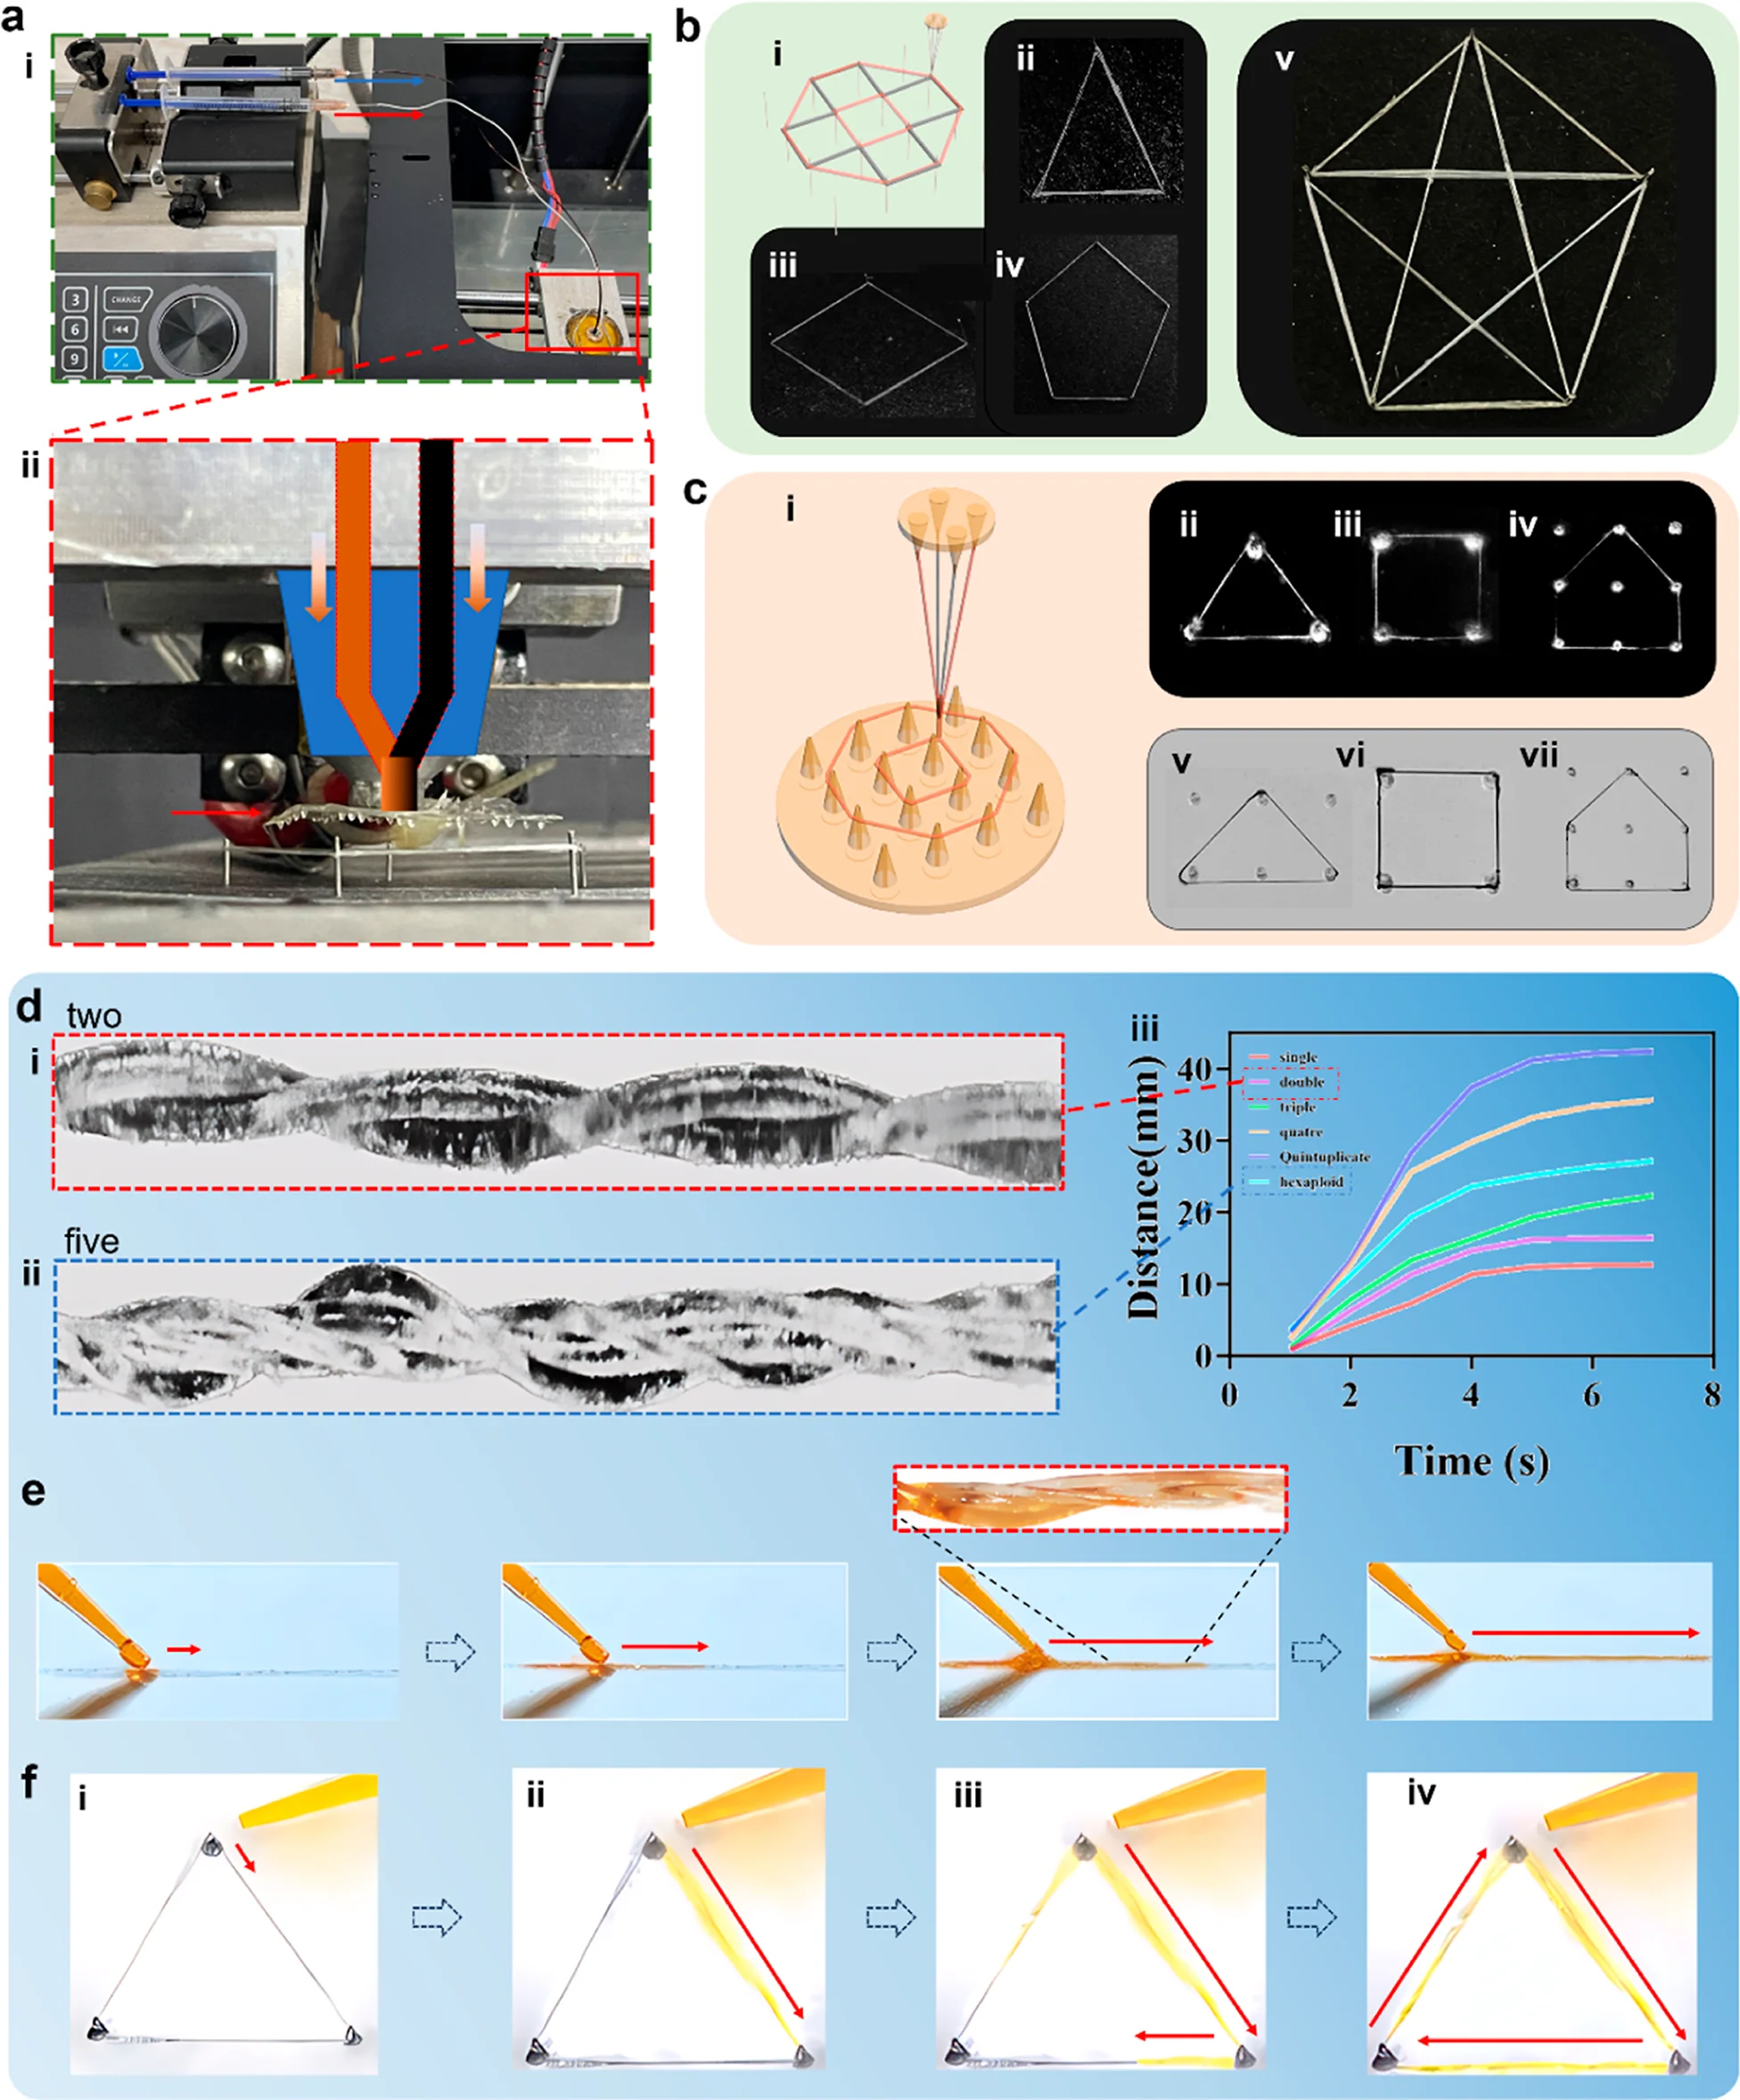 a
i
3
CHANGE
6
9
ii
b
i
ii
iii
iv
v
c
i
ii
iii
iv
v
vi
vii
d
two
i
five
ii
iii
single
double
triple
quatre
Quintuplicate
hexaploid
Distance(mm)
40
30
20
10
0
0 2 4 6 8
Time (s)
e
f
i
ii
iii
iv